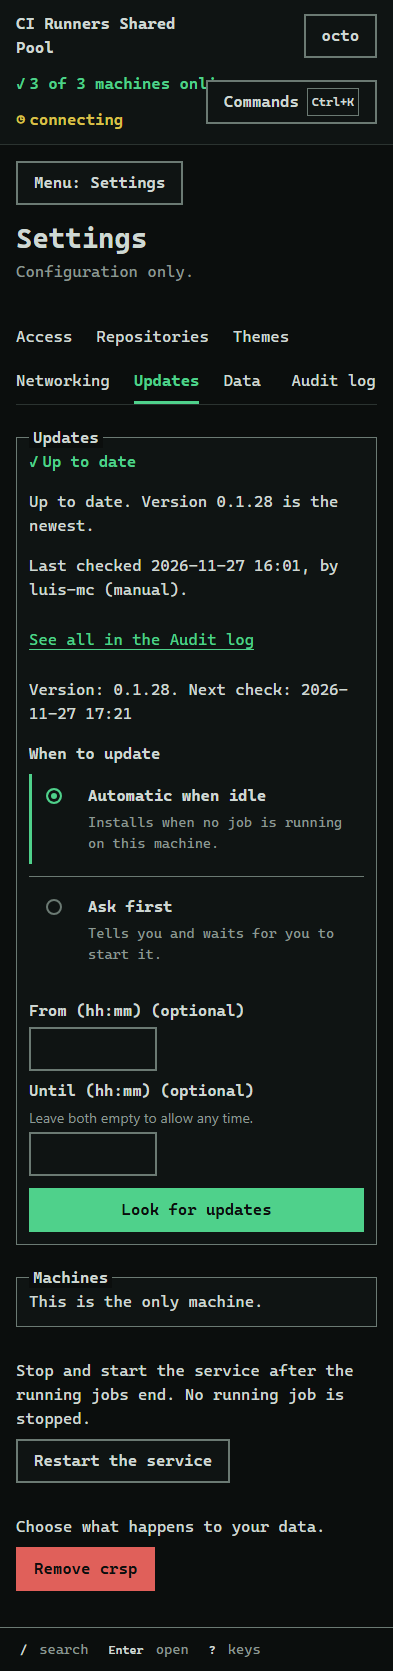 CI Runners Shared
Pool
octo
✓ 3 of 3 machines onli
Commands Ctrl+K
connecting
Menu: Settings
Settings
Configuration only.
Access Repositories Themes
Networking Updates Data Audit log
Updates
✓ Up to date
Up to date. Version 0.1.28 is the
newest.
Last checked 2026-11-27 16:01, by
luis-mc (manual).
See all in the Audit log
Version: 0.1.28. Next check: 2026-
11-27 17:21
When to update
Automatic when idle
Installs when no job is running
on this machine.
Ask first
Tells you and waits for you to
start it.
From (hh:mm) (optional)
Until (hh:mm) (optional)
Leave both empty to allow any time.
Look for updates
Machines
This is the only machine.
Stop and start the service after the
running jobs end. No running job is
stopped.
Restart the service
Choose what happens to your data.
Remove crsp
/ search Enter open ? keys